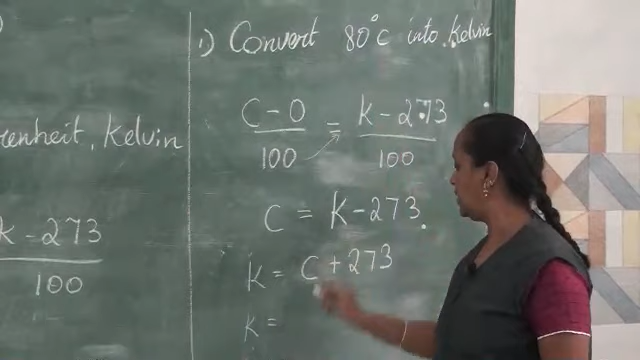 renheit, Kelvin
K - 273
100
1) Convert 80°C into Kelvin
C - 0 = K - 273
100 100
C = K - 273
K = C + 273
K =